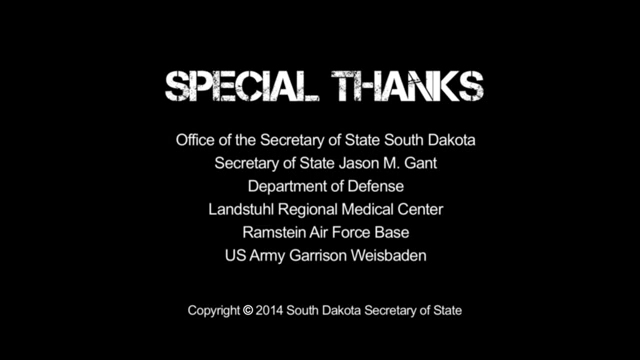 SPECIAL THANKS
Office of the Secretary of State South Dakota
Secretary of State Jason M. Gant
Department of Defense
Landstuhl Regional Medical Center
Ramstein Air Force Base
US Army Garrison Weisbaden
Copyright © 2014 South Dakota Secretary of State